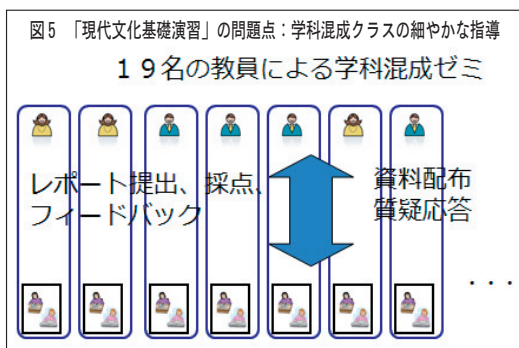 図5 「現代文化基礎演習」の問題点：学科混成クラスの細やかな指導
19名の教員による学科混成ゼミ
レポート提出、採点、
フィードバック
資料配布
質疑応答
・・・